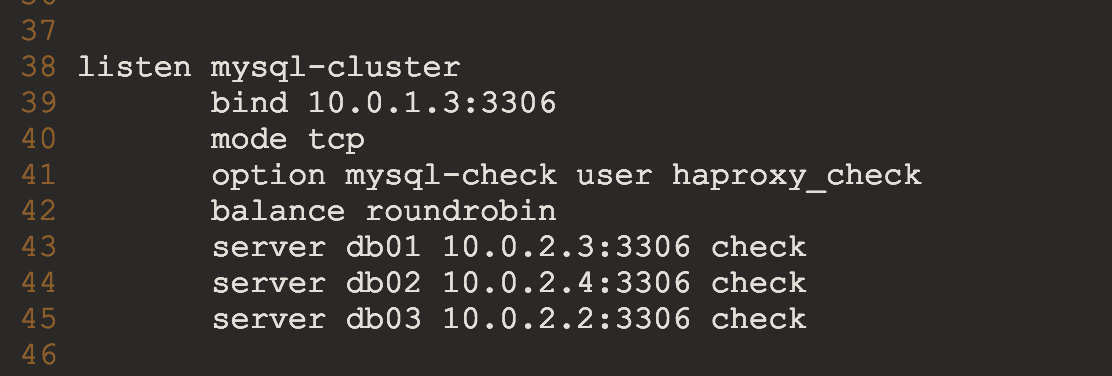 37
38 listen mysql-cluster
39 bind 10.0.1.3:3306
40 mode tcp
41 option mysql-check user haproxy_check
42 balance roundrobin
43 server db01 10.0.2.3:3306 check
44 server db02 10.0.2.4:3306 check
45 server db03 10.0.2.2:3306 check
46